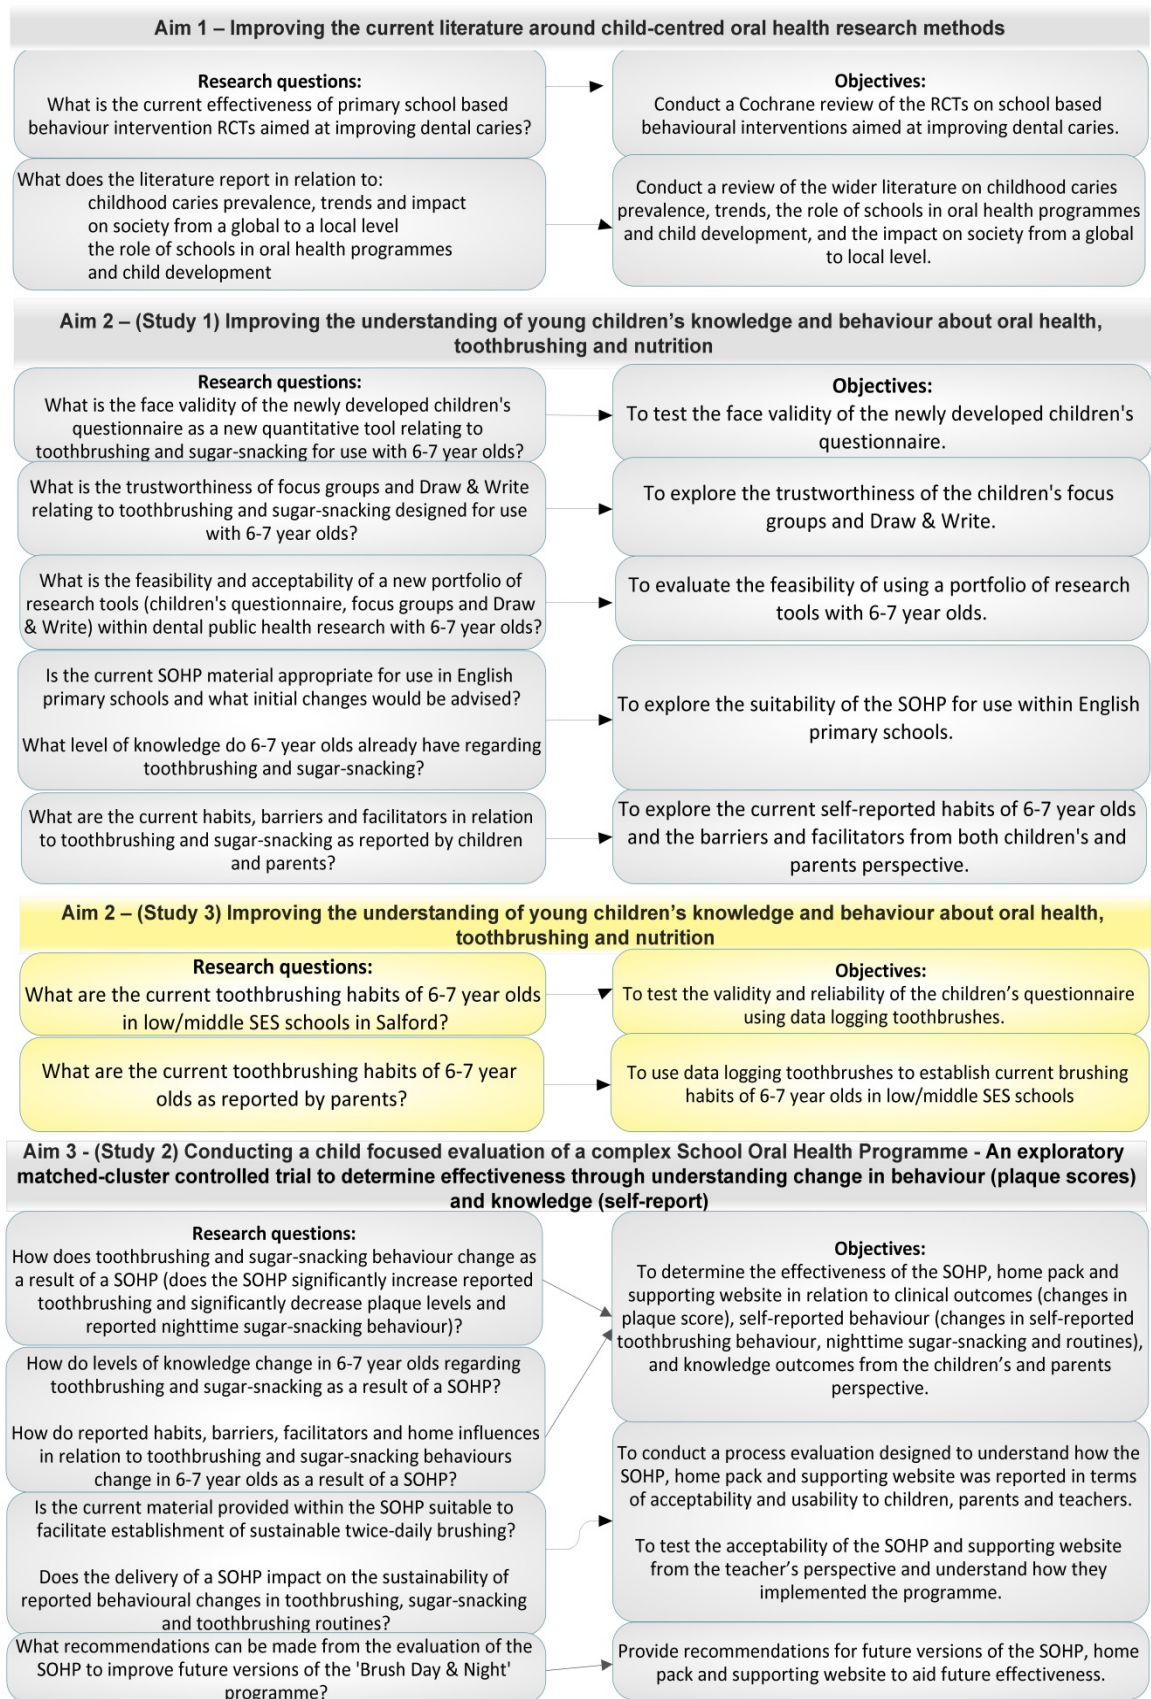 Aim 1 – Improving the current literature around child-centred oral health research methods
Research questions:
What is the current effectiveness of primary school based
behaviour intervention RCTs aimed at improving dental caries?
Objectives:
Conduct a Cochrane review of the RCTs on school based
behavioural interventions aimed at improving dental caries.
What does the literature report in relation to:
childhood caries prevalence, trends and impact
on society from a global to a local level
the role of schools in oral health programmes
and child development
Conduct a review of the wider literature on childhood caries
prevalence, trends, the role of schools in oral health programmes
and child development, and the impact on society from a global
to local level.
Aim 2 – (Study 1) Improving the understanding of young children’s knowledge and behaviour about oral health,
toothbrushing and nutrition
Research questions:
What is the face validity of the newly developed children's
questionnaire as a new quantitative tool relating to
toothbrushing and sugar-snacking for use with 6-7 year olds?
Objectives:
To test the face validity of the newly developed children's
questionnaire.
What is the trustworthiness of focus groups and Draw & Write
relating to toothbrushing and sugar-snacking designed for use
with 6-7 year olds?
To explore the trustworthiness of the children's focus
groups and Draw & Write.
What is the feasibility and acceptability of a new portfolio of
research tools (children's questionnaire, focus groups and Draw
& Write) within dental public health research with 6-7 year olds?
To evaluate the feasibility of using a portfolio of research
tools with 6-7 year olds.
Is the current SOHP material appropriate for use in English
primary schools and what initial changes would be advised?
What level of knowledge do 6-7 year olds already have regarding
toothbrushing and sugar-snacking?
To explore the suitability of the SOHP for use within English
primary schools.
What are the current habits, barriers and facilitators in relation
to toothbrushing and sugar-snacking as reported by children
and parents?
To explore the current self-reported habits of 6-7 year olds
and the barriers and facilitators from both children's and
parents perspective.
Aim 2 – (Study 3) Improving the understanding of young children’s knowledge and behaviour about oral health,
toothbrushing and nutrition
Research questions:
What are the current toothbrushing habits of 6-7 year olds
in low/middle SES schools in Salford?
Objectives:
To test the validity and reliability of the children’s questionnaire
using data logging toothbrushes.
What are the current toothbrushing habits of 6-7 year
olds as reported by parents?
To use data logging toothbrushes to establish current brushing
habits of 6-7 year olds in low/middle SES schools
Aim 3 - (Study 2) Conducting a child focused evaluation of a complex School Oral Health Programme - An exploratory
matched-cluster controlled trial to determine effectiveness through understanding change in behaviour (plaque scores)
and knowledge (self-report)
Research questions:
How does toothbrushing and sugar-snacking behaviour change as
a result of a SOHP (does the SOHP significantly increase reported
toothbrushing and significantly decrease plaque levels and
reported nighttime sugar-snacking behaviour)?
How do levels of knowledge change in 6-7 year olds regarding
toothbrushing and sugar-snacking as a result of a SOHP?
How do reported habits, barriers, facilitators and home influences
in relation to toothbrushing and sugar-snacking behaviours
change in 6-7 year olds as a result of a SOHP?
Objectives:
To determine the effectiveness of the SOHP, home pack and
supporting website in relation to clinical outcomes (changes in
plaque score), self-reported behaviour (changes in self-reported
toothbrushing behaviour, nighttime sugar-snacking and routines),
and knowledge outcomes from the children’s and parents
perspective.
Is the current material provided within the SOHP suitable to
facilitate establishment of sustainable twice-daily brushing?
Does the delivery of a SOHP impact on the sustainability of
reported behavioural changes in toothbrushing, sugar-snacking
and toothbrushing routines?
To conduct a process evaluation designed to understand how the
SOHP, home pack and supporting website was reported in terms
of acceptability and usability to children, parents and teachers.
To test the acceptability of the SOHP and supporting website
from the teacher’s perspective and understand how they
implemented the programme.
What recommendations can be made from the evaluation of the
SOHP to improve future versions of the 'Brush Day & Night'
programme?
Provide recommendations for future versions of the SOHP, home
pack and supporting website to aid future effectiveness.